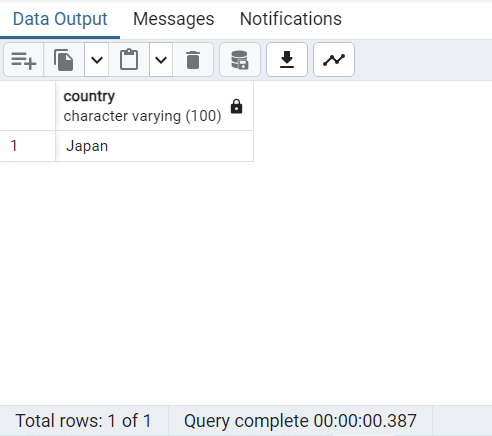 Data Output Messages Notifications
country
character varying (100)
1 Japan
Total rows: 1 of 1 Query complete 00:00:00.387